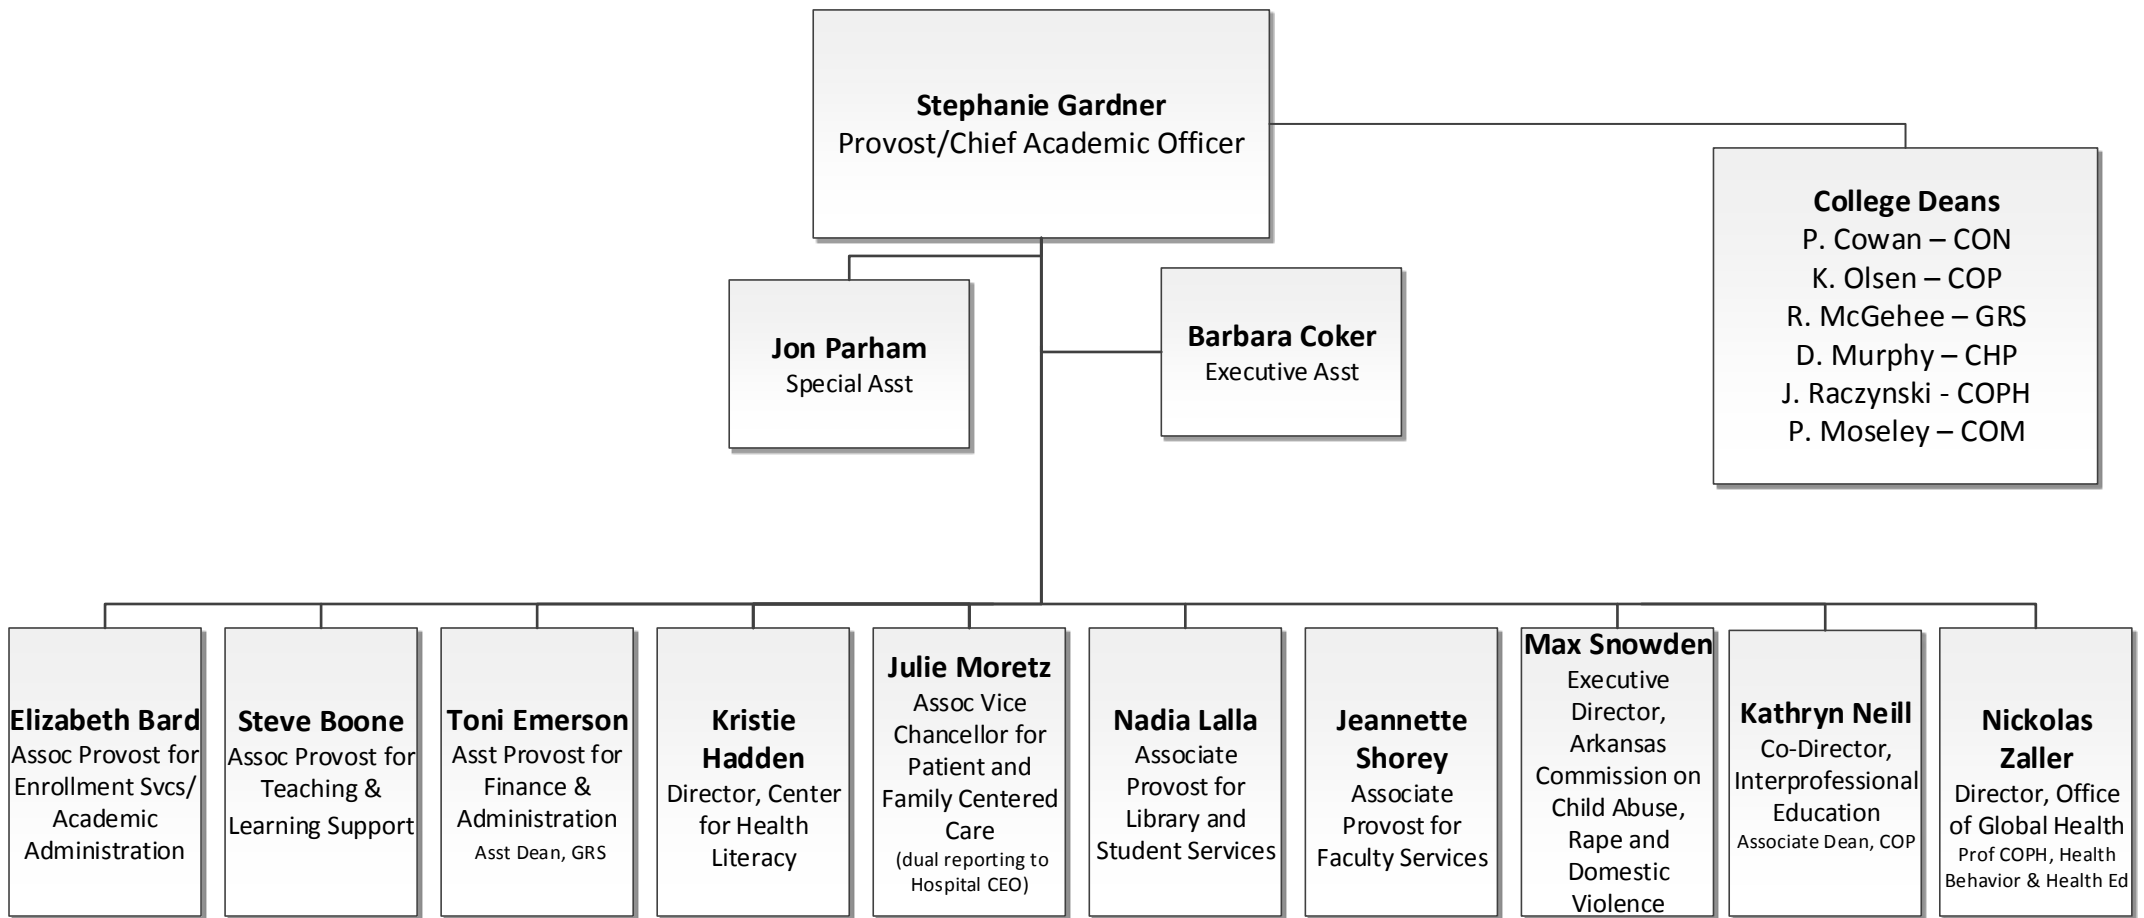 Stephanie Gardner
Provost/Chief Academic Officer
College Deans
P. Cowan – CON
K. Olsen – COP
R. McGehee – GRS
D. Murphy – CHP
J. Raczynski - COPH
P. Moseley – COM
Jon Parham
Special Asst
Barbara Coker
Executive Asst
Elizabeth Bard
Assoc Provost for
Enrollment Svcs/
Academic
Administration
Steve Boone
Assoc Provost for
Teaching &
Learning Support
Toni Emerson
Asst Provost for
Finance &
Administration
Asst Dean, GRS
Kristie
Hadden
Director, Center
for Health
Literacy
Julie Moretz
Assoc Vice
Chancellor for
Patient and
Family Centered
Care
(dual reporting to
Hospital CEO)
Nadia Lalla
Associate
Provost for
Library and
Student Services
Jeannette
Shorey
Associate
Provost for
Faculty Services
Max Snowden
Executive
Director,
Arkansas
Commission on
Child Abuse,
Rape and
Domestic
Violence
Kathryn Neill
Co-Director,
Interprofessional
Education
Associate Dean, COP
Nickolas
Zaller
Director, Office
of Global Health
Prof COPH, Health
Behavior & Health Ed